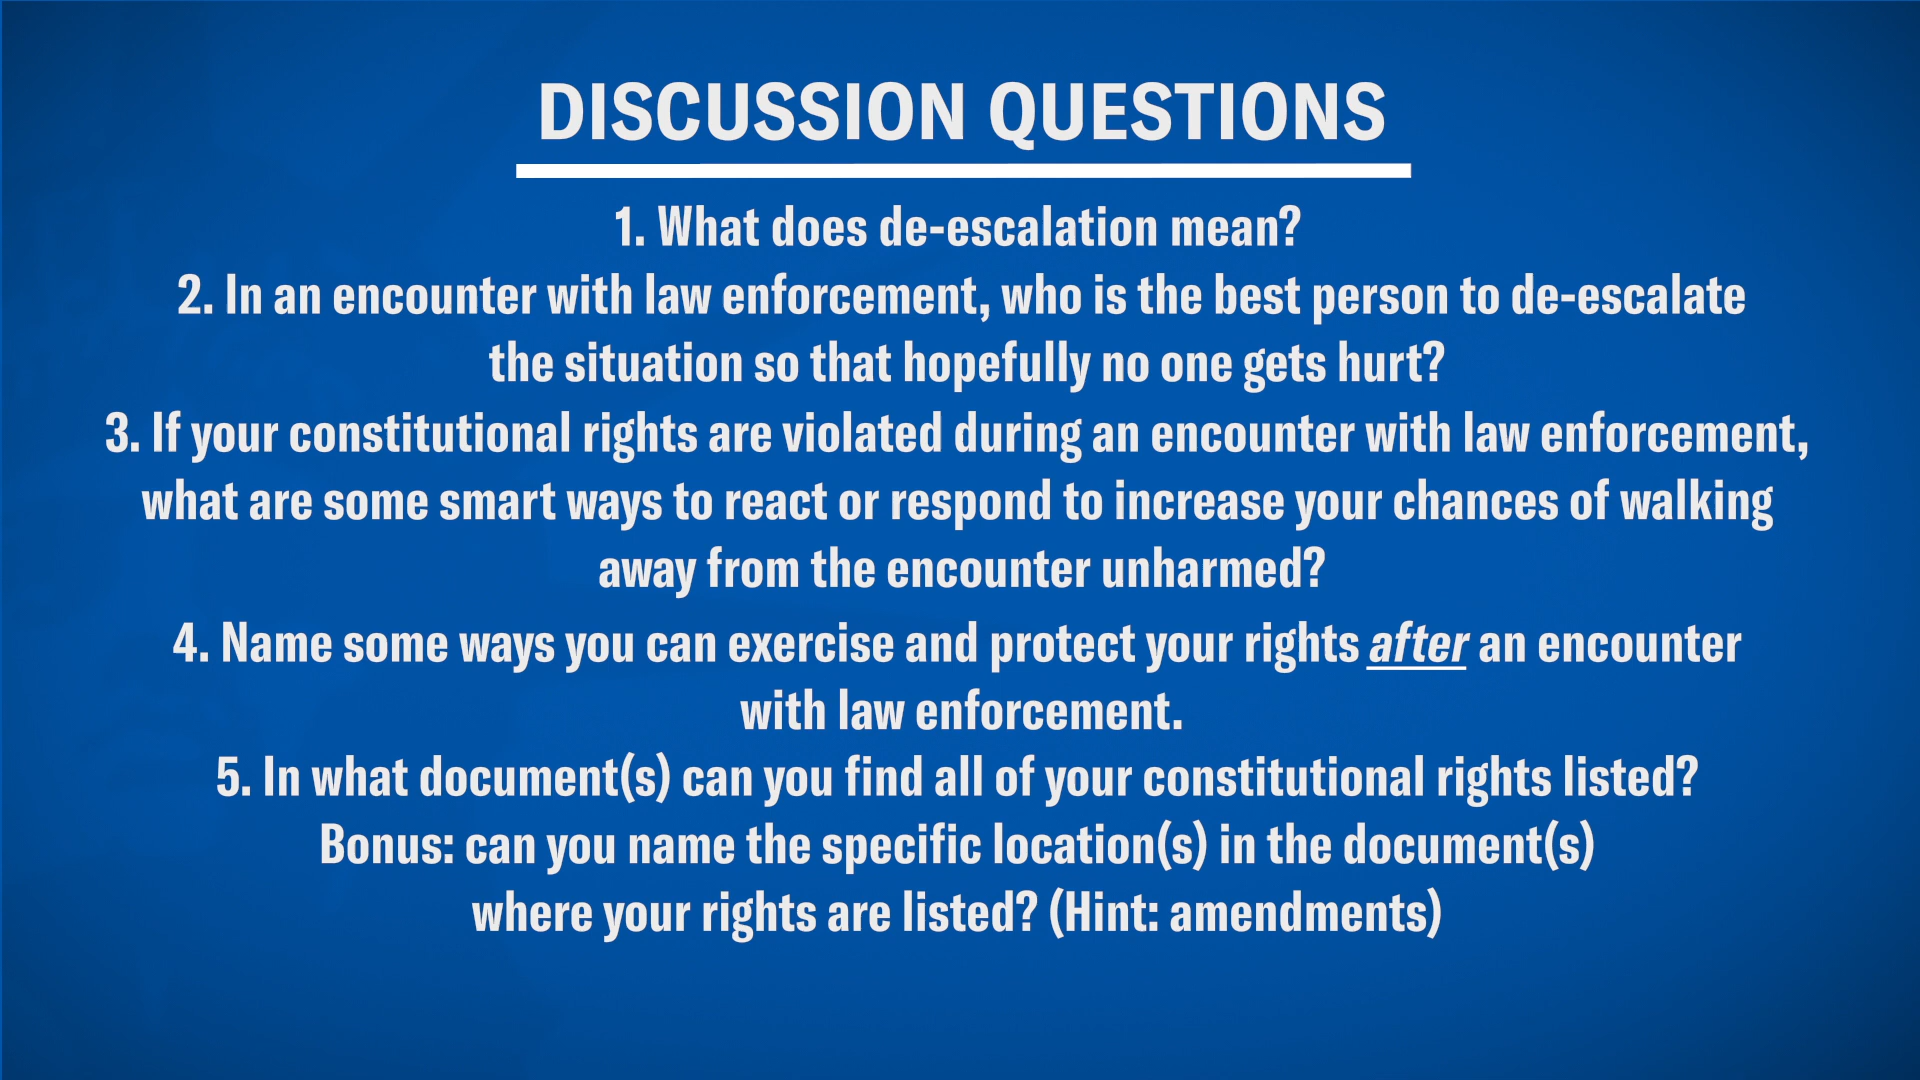 DISCUSSION QUESTIONS
1. What does de-escalation mean?
2. In an encounter with law enforcement, who is the best person to de-escalate
the situation so that hopefully no one gets hurt?
3. If your constitutional rights are violated during an encounter with law enforcement,
what are some smart ways to react or respond to increase your chances of walking
away from the encounter unharmed?
4. Name some ways you can exercise and protect your rights after an encounter
with law enforcement.
5. In what document(s) can you find all of your constitutional rights listed?
Bonus: can you name the specific location(s) in the document(s)
where your rights are listed? (Hint: amendments)